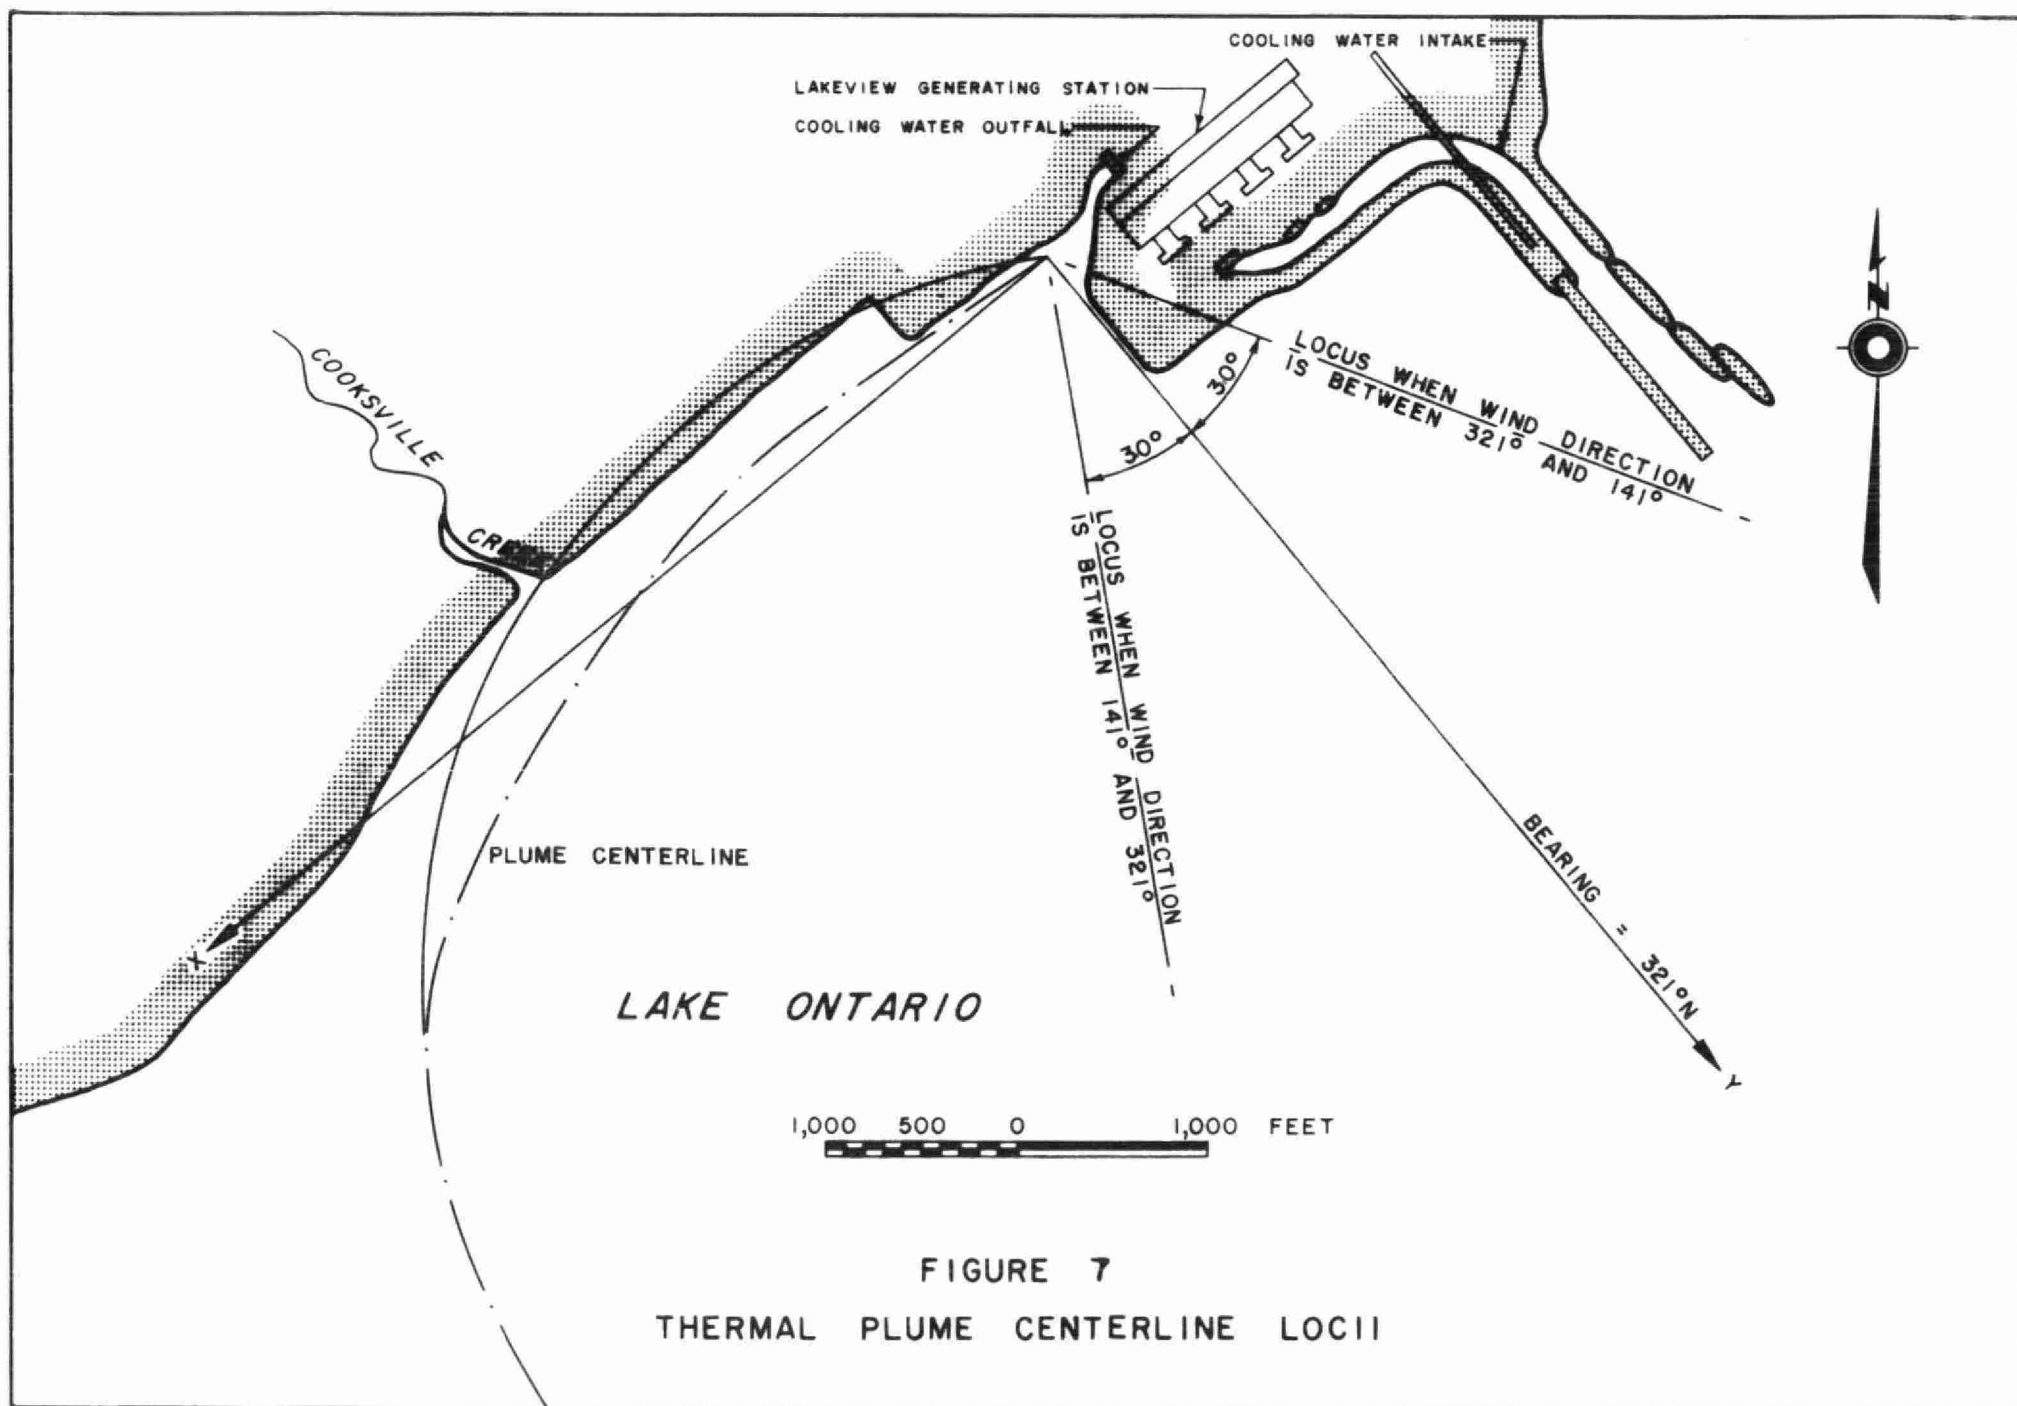 COOLING WATER INTAKE
LAKEVIEW GENERATING STATION
COOLING WATER OUTFALL
N
COOKSVILLE
CREEK
30°
30°
LOCUS WHEN WIND DIRECTION
IS BETWEEN 321° AND 141°
LOCUS WHEN WIND DIRECTION
IS BETWEEN 141° AND 321°
BEARING = 321°N
PLUME CENTERLINE
X
Y
LAKE ONTARIO
1,000 500 0 1,000 FEET
FIGURE 7
THERMAL PLUME CENTERLINE LOCII